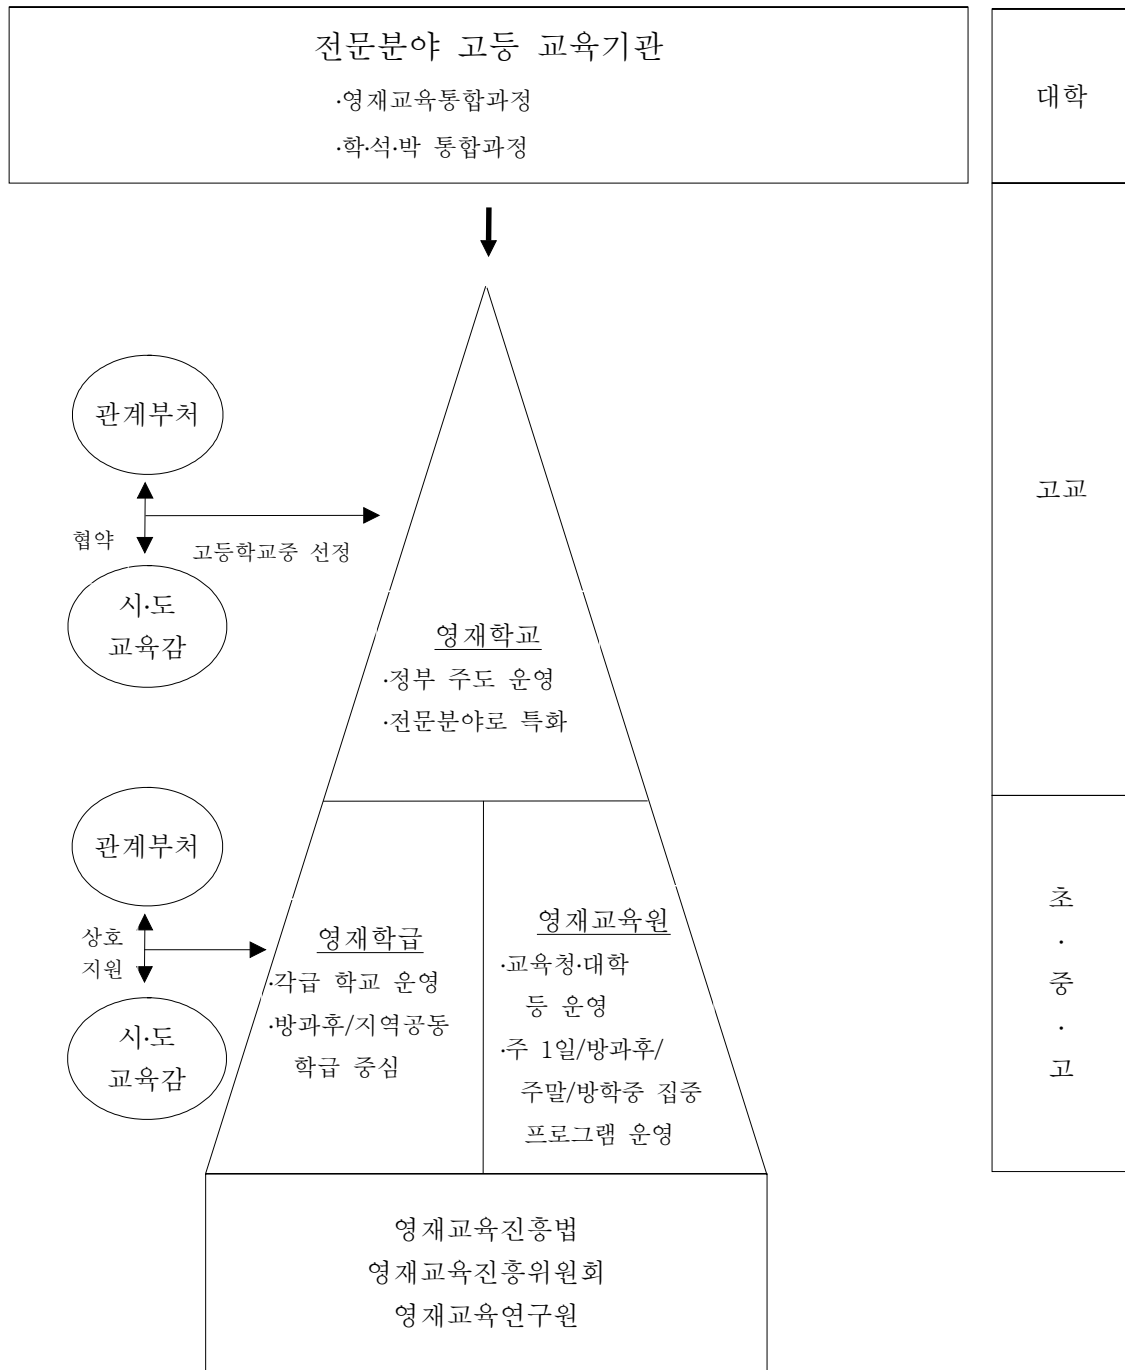 전문분야 고등 교육기관
·영재교육통합과정
·학·석·박 통합과정
대학
관계부처
협약
고등학교중 선정
시·도
교육감
고교
영재학교
·정부 주도 운영
·전문분야로 특화
관계부처
상호
지원
시·도
교육감
영재학급
·각급 학교 운영
·방과후/지역공동
학급 중심
영재교육원
·교육청·대학
등 운영
·주 1일/방과후/
주말/방학중 집중
프로그램 운영
초
·
중
·
고
영재교육진흥법
영재교육진흥위원회
영재교육연구원